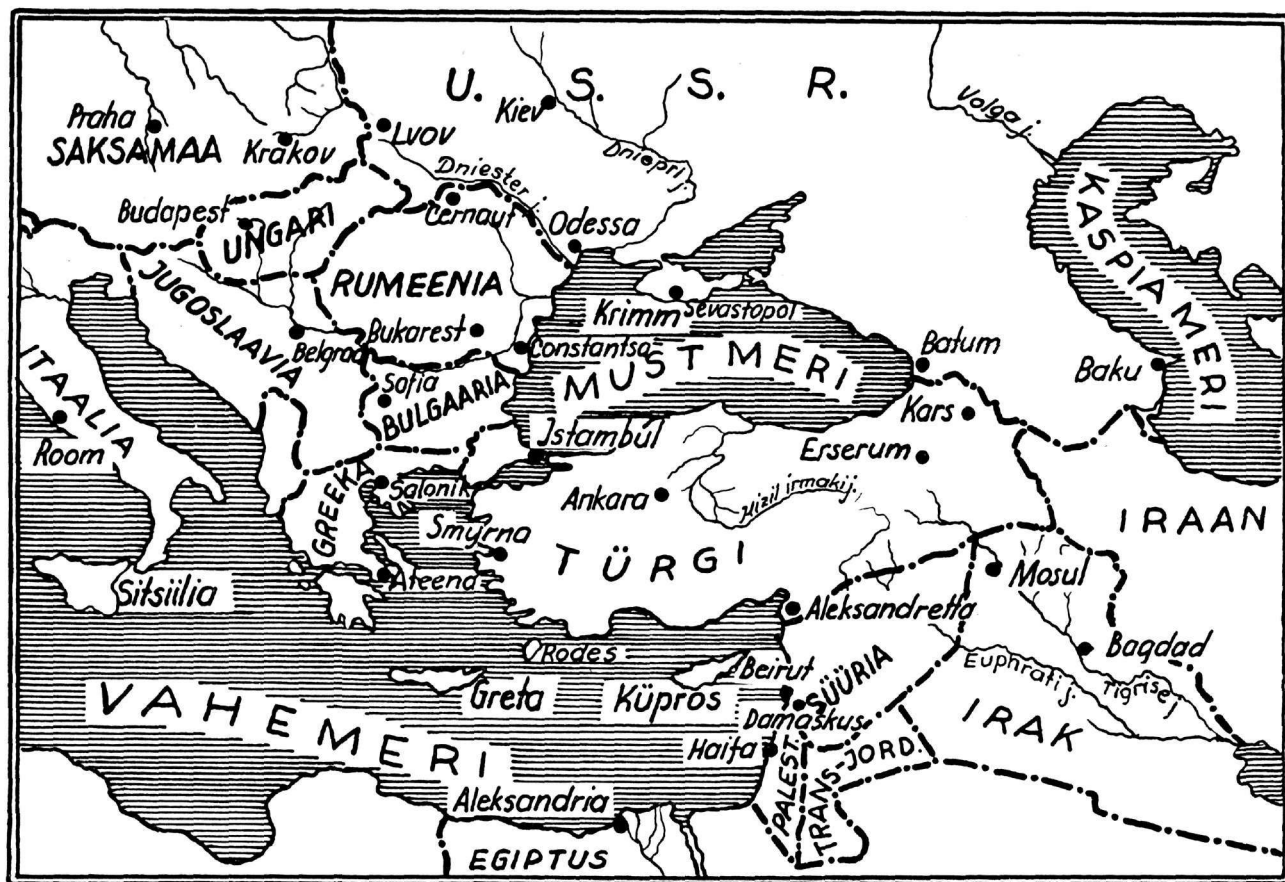 U. S. S. R.
Praha
SAKSAMAA
Krakov
Lvov
Kiev
Dniepri j.
Volga j.
Dniester j.
Budapest
UNGARI
Cernaut
Odessa
KASPIA MERI
JUGOSLAAVIA
RUMEENIA
Krimm
Sevastopol
Belgrad
Bukarest
Constantsa
MUST MERI
Batum
Baku
ITAALIA
Sofia
BULGAARIA
Kars
Room
Istambul
Erserum
GREEKA
Salonik
Ankara
Kizil irmaki j.
IRAAN
Smyrna
TÜRGI
Mosul
Sitsiilia
Ateena
Aleksandretta
Bagdad
Rodes
Greta
Küpros
Beirut
SÜÜRIA
Euphrati j.
Tigrise j
VAHEMERI
Damaskus
IRAK
Haifa
PALEST.
TRANS-JORD.
Aleksandria
EGIPTUS